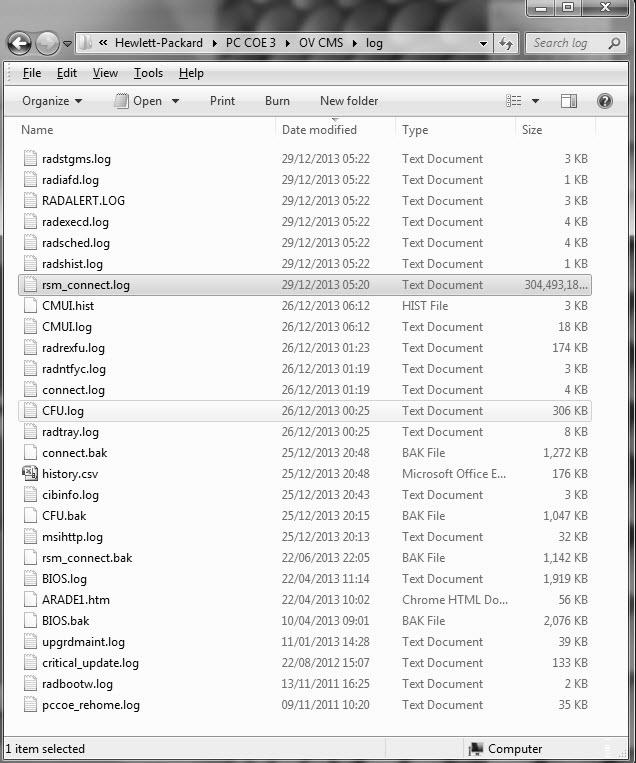 Hewlett-Packard PC COE 3 OV CMS log Search log
File Edit View Tools Help
Organize Open Print Burn New folder
Name Date modified Type Size
radstgms.log 29/12/2013 05:22 Text Document 3 KB
radiafd.log 29/12/2013 05:22 Text Document 1 KB
RADALERT.LOG 29/12/2013 05:22 Text Document 3 KB
radexecd.log 29/12/2013 05:22 Text Document 4 KB
radsched.log 29/12/2013 05:22 Text Document 4 KB
radshist.log 29/12/2013 05:22 Text Document 1 KB
rsm_connect.log 29/12/2013 05:20 Text Document 304,493,18...
CMUI.hist 26/12/2013 06:12 HIST File 3 KB
CMUI.log 26/12/2013 06:12 Text Document 18 KB
radrexfu.log 26/12/2013 01:23 Text Document 174 KB
radntfyc.log 26/12/2013 01:19 Text Document 3 KB
connect.log 26/12/2013 01:19 Text Document 4 KB
CFU.log 26/12/2013 00:25 Text Document 306 KB
radtray.log 26/12/2013 00:25 Text Document 8 KB
connect.bak 25/12/2013 20:48 BAK File 1,272 KB
history.csv 25/12/2013 20:48 Microsoft Office E... 176 KB
cibinfo.log 25/12/2013 20:43 Text Document 3 KB
CFU.bak 25/12/2013 20:15 BAK File 1,047 KB
msihttp.log 25/12/2013 20:13 Text Document 32 KB
rsm_connect.bak 22/06/2013 22:05 BAK File 1,142 KB
BIOS.log 22/04/2013 11:14 Text Document 1,919 KB
ARADE1.htm 22/04/2013 10:02 Chrome HTML Do... 56 KB
BIOS.bak 10/04/2013 09:01 BAK File 2,076 KB
upgrdmaint.log 11/01/2013 14:28 Text Document 39 KB
critical_update.log 22/08/2012 15:07 Text Document 133 KB
radbootw.log 13/11/2011 16:25 Text Document 2 KB
pccoe_rehome.log 09/11/2011 10:20 Text Document 35 KB
1 item selected Computer